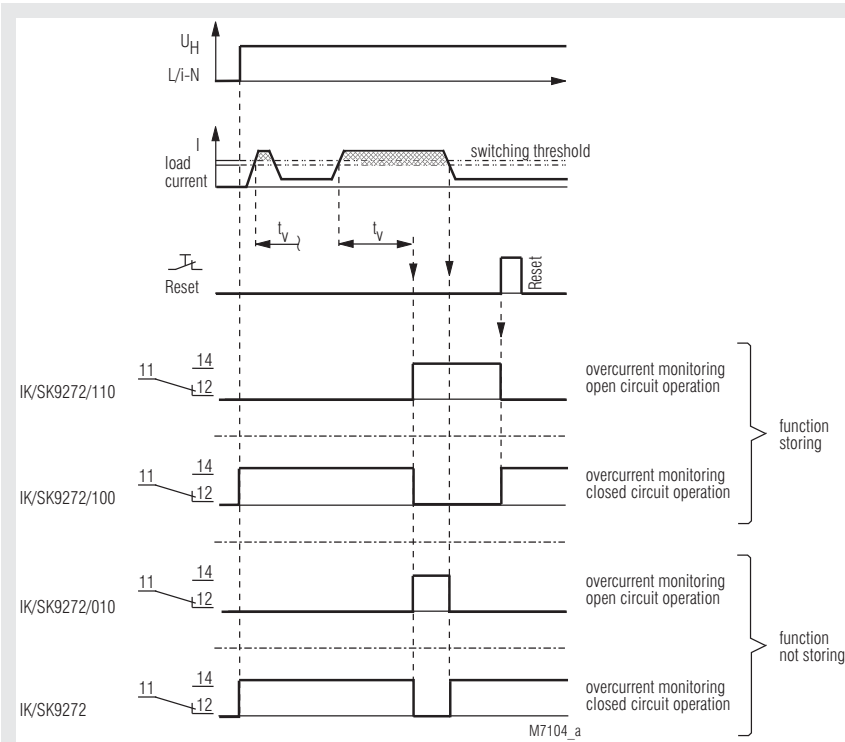 UH
L/i-N
I
load
current
switching threshold
tv
tv
Reset
Reset
IK/SK9272/110
11
14
12
overcurrent monitoring
open circuit operation
IK/SK9272/100
11
14
12
overcurrent monitoring
closed circuit operation
function
storing
IK/SK9272/010
11
14
12
overcurrent monitoring
open circuit operation
IK/SK9272
11
14
12
overcurrent monitoring
closed circuit operation
function
not storing
M7104_a